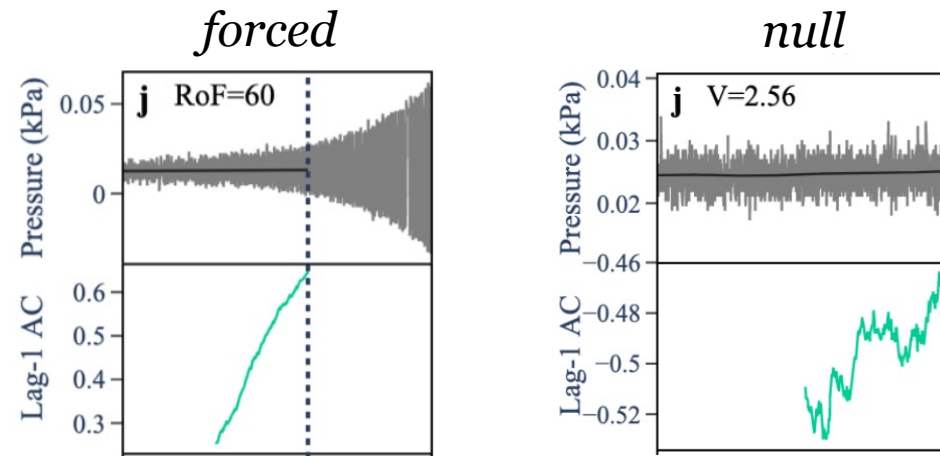 forced
null
j RoF=60
Pressure (kPa)
0.05
0
Lag-1 AC
0.6
0.5
0.4
0.3
j V=2.56
Pressure (kPa)
0.04
0.03
0.02
Lag-1 AC
−0.46
−0.48
−0.5
−0.52